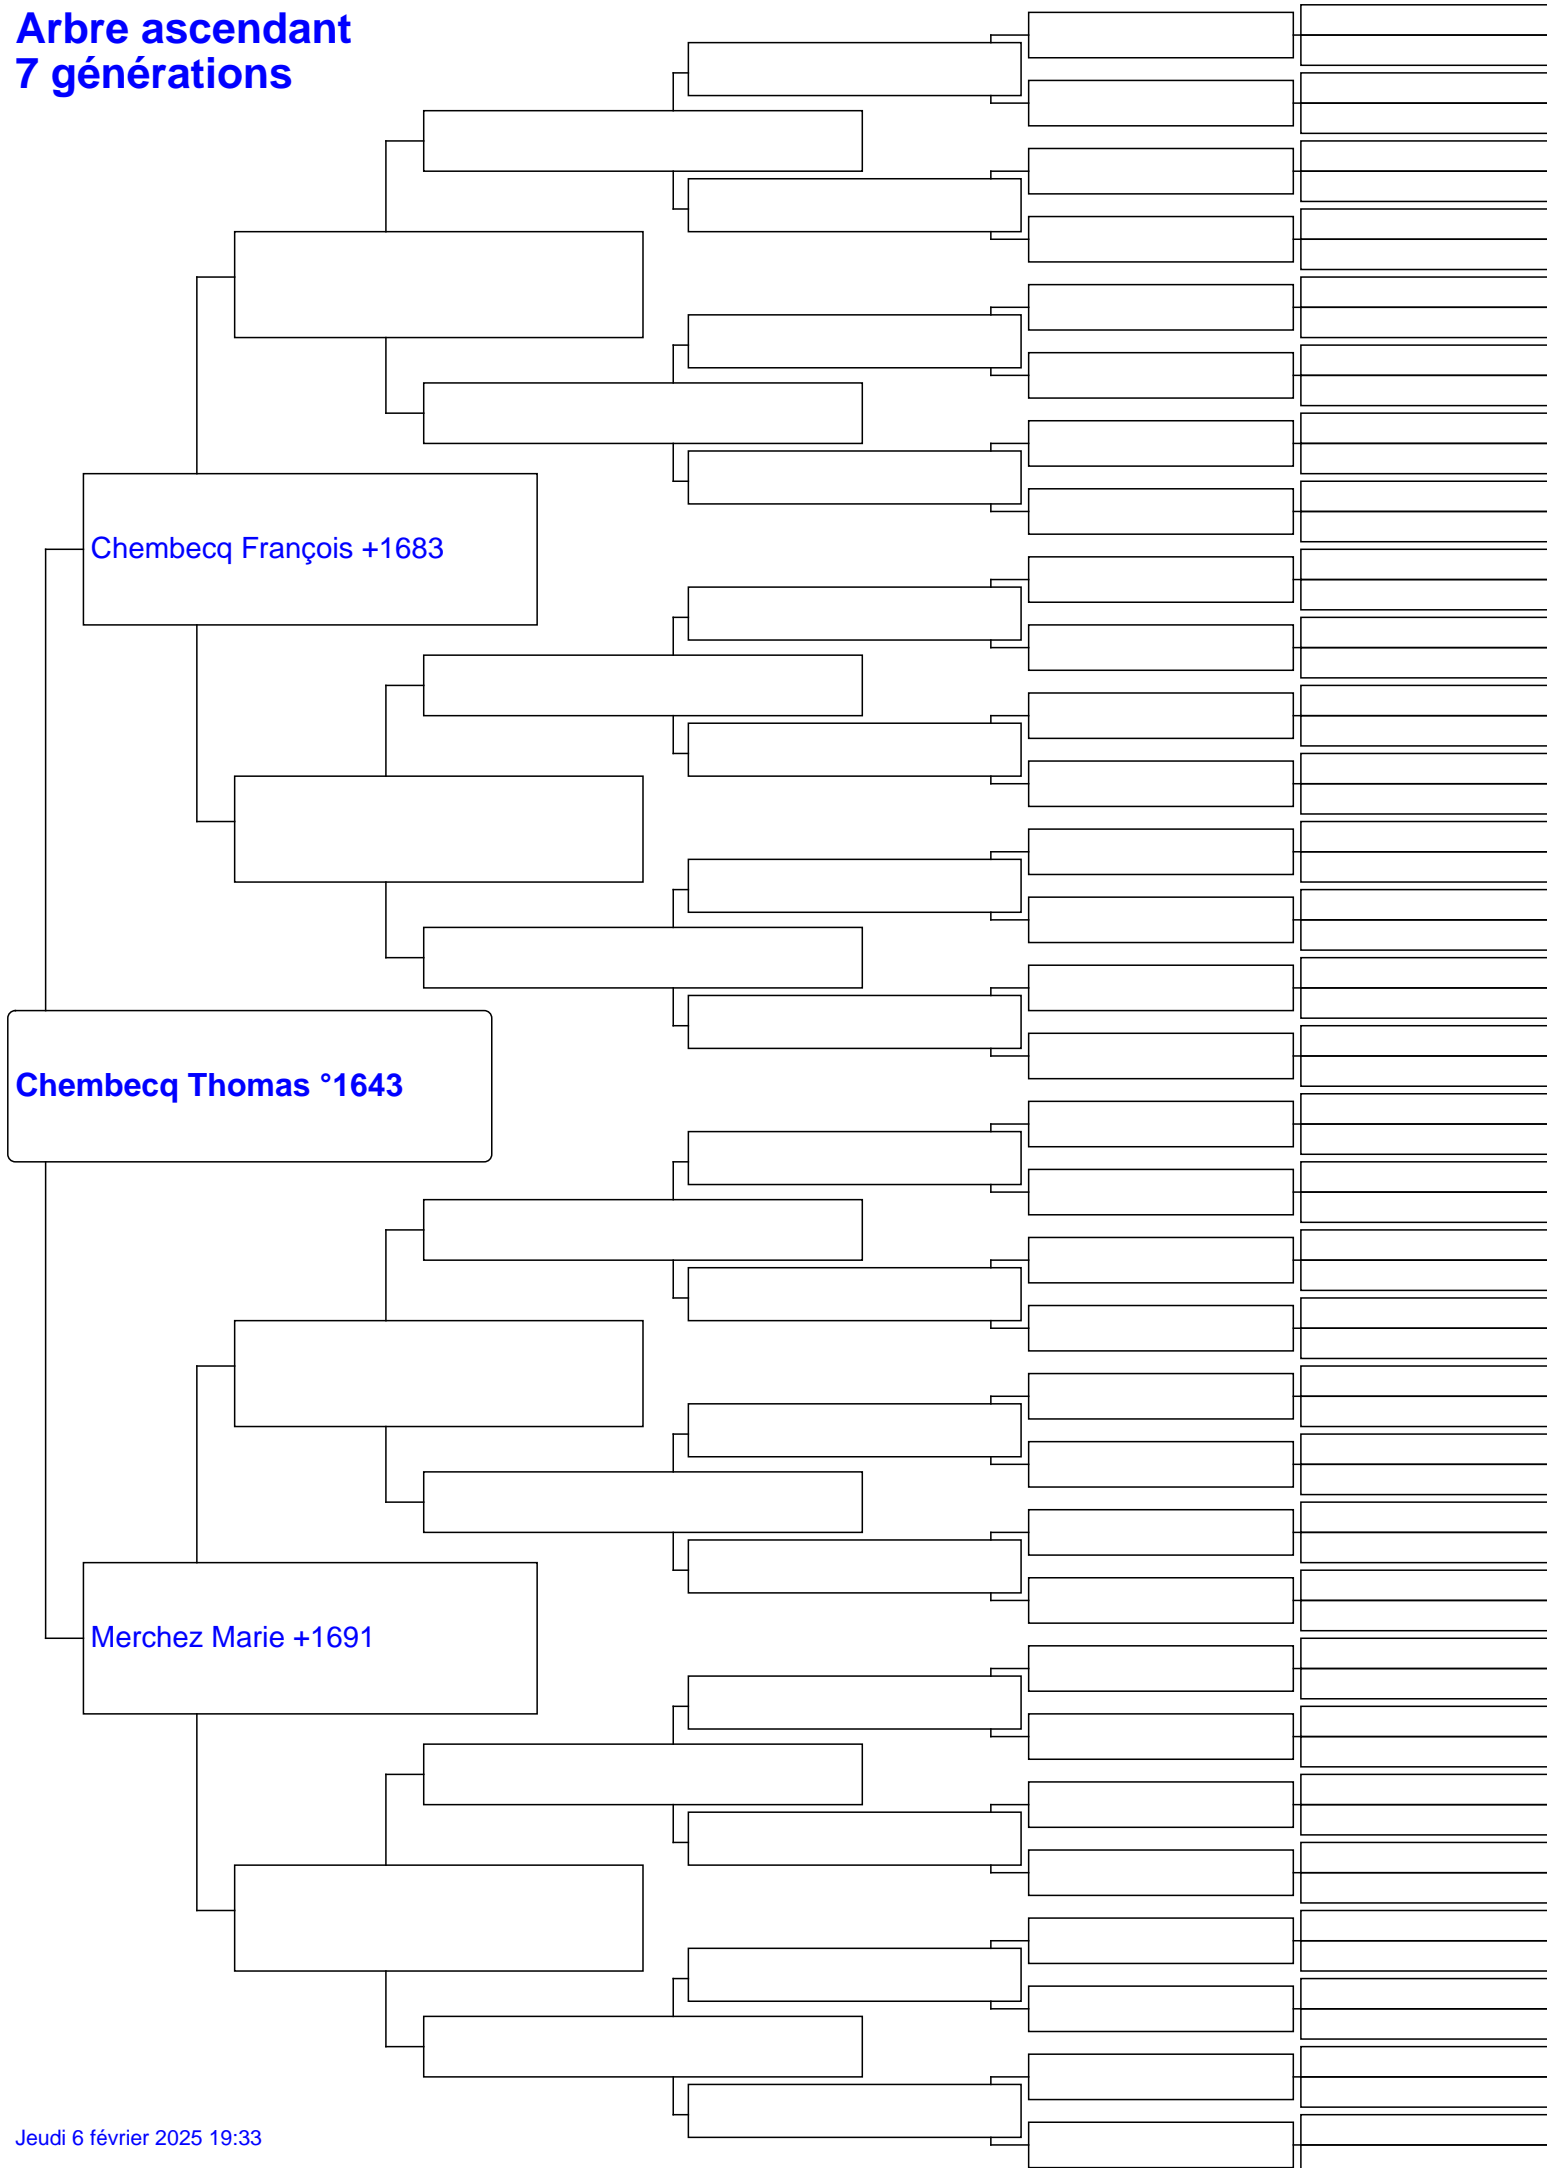 Arbre ascendant
7 générations
Chembecq François +1683
Chembecq Thomas °1643
Merchez Marie +1691
Jeudi 6 février 2025 19:33